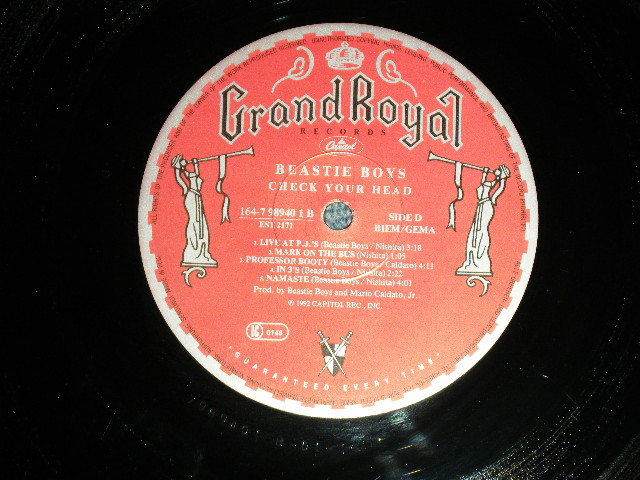 Grand Royal
RECORDS
Capitol
BEASTIE BOYS
CHECK YOUR HEAD
164-7 98940 1 B
EST 2171
SIDE D
BIEM/GEMA
1. LIVE AT P.J.'S (Beastie Boys / Nishita) 3:18
2. MARK ON THE BUS (Nishita) 1:05
3. PROFESSOR BOOTY (Beastie Boys / Caldato) 4:11
4. IN 3'S (Beastie Boys / Nishita) 2:22
5. NAMASTE (Beastie Boys / Nishita) 4:03
Prod. by Beastie Boys and Mario Caldato, Jr.
℗ 1992 CAPITOL REC., INC.
LC 0148
• GUARANTEED EVERY TIME •